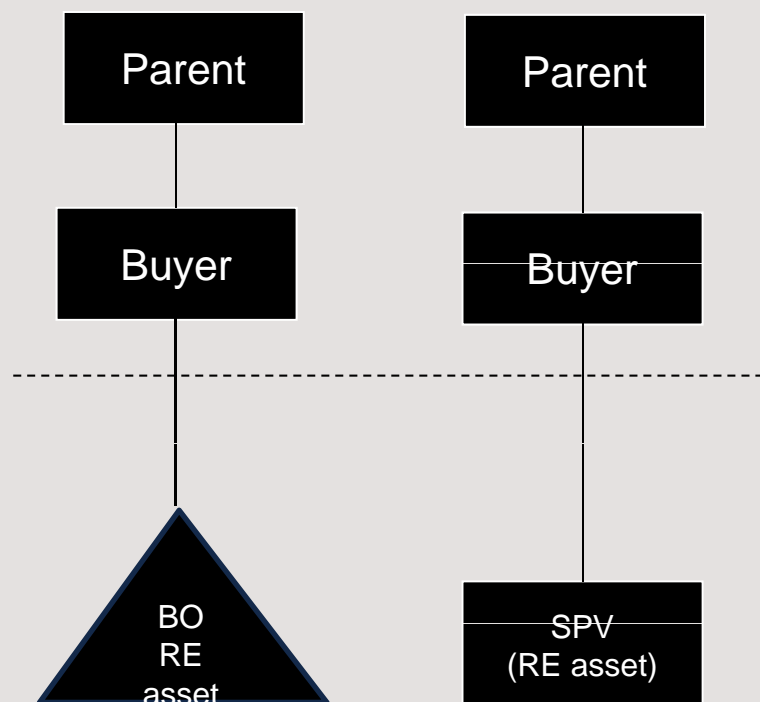 Parent
Parent
Buyer
Buyer
BO
RE
asset
SPV
(RE asset)